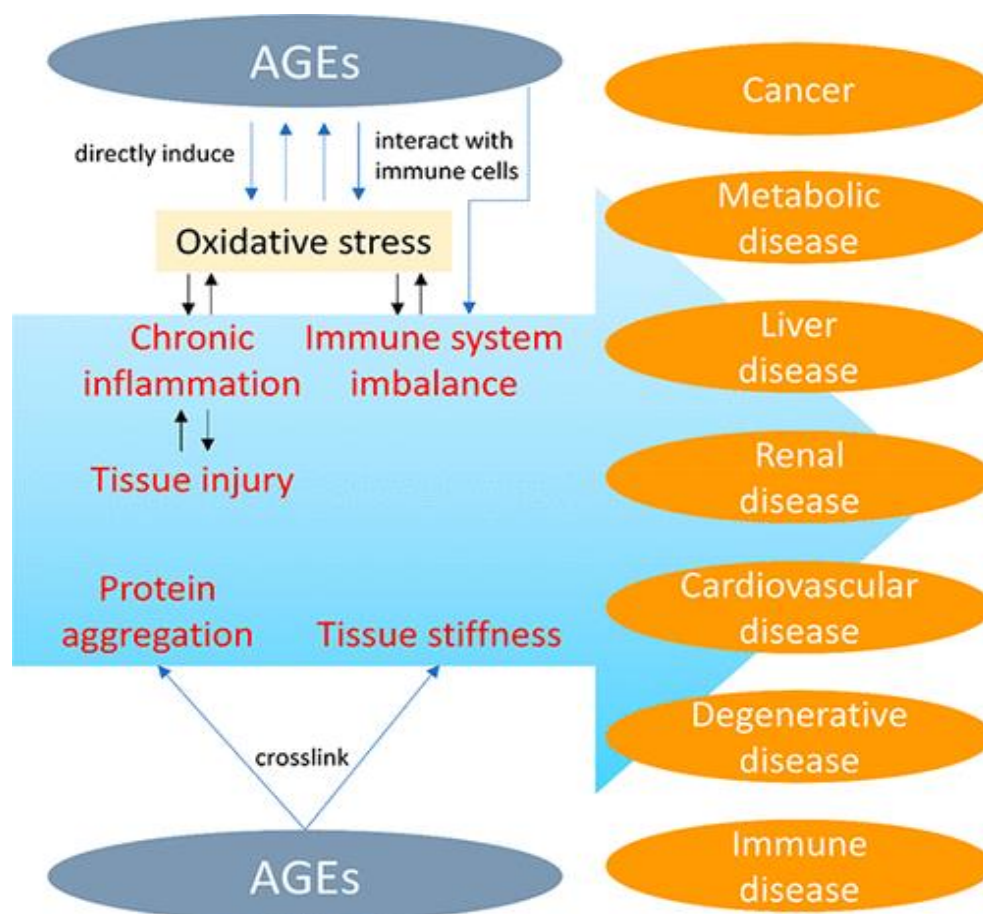 AGEs
directly induce
interact with
immune cells
Oxidative stress
Chronic
inflammation
Immune system
imbalance
Tissue injury
Protein
aggregation
Tissue stiffness
crosslink
AGEs
Cancer
Metabolic
disease
Liver
disease
Renal
disease
Cardiovascular
disease
Degenerative
disease
Immune
disease